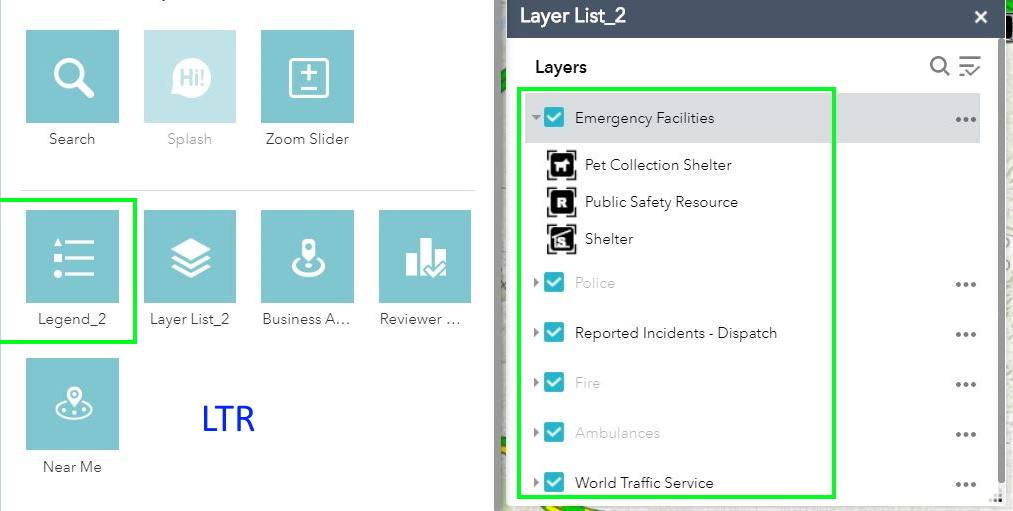 Search
Hi!
Splash
Zoom Slider
Legend_2
Layer List_2
Business A...
Reviewer ...
Near Me
LTR
Layer List_2
Layers
Emergency Facilities
Pet Collection Shelter
R Public Safety Resource
S Shelter
Police
Reported Incidents - Dispatch
Fire
Ambulances
World Traffic Service